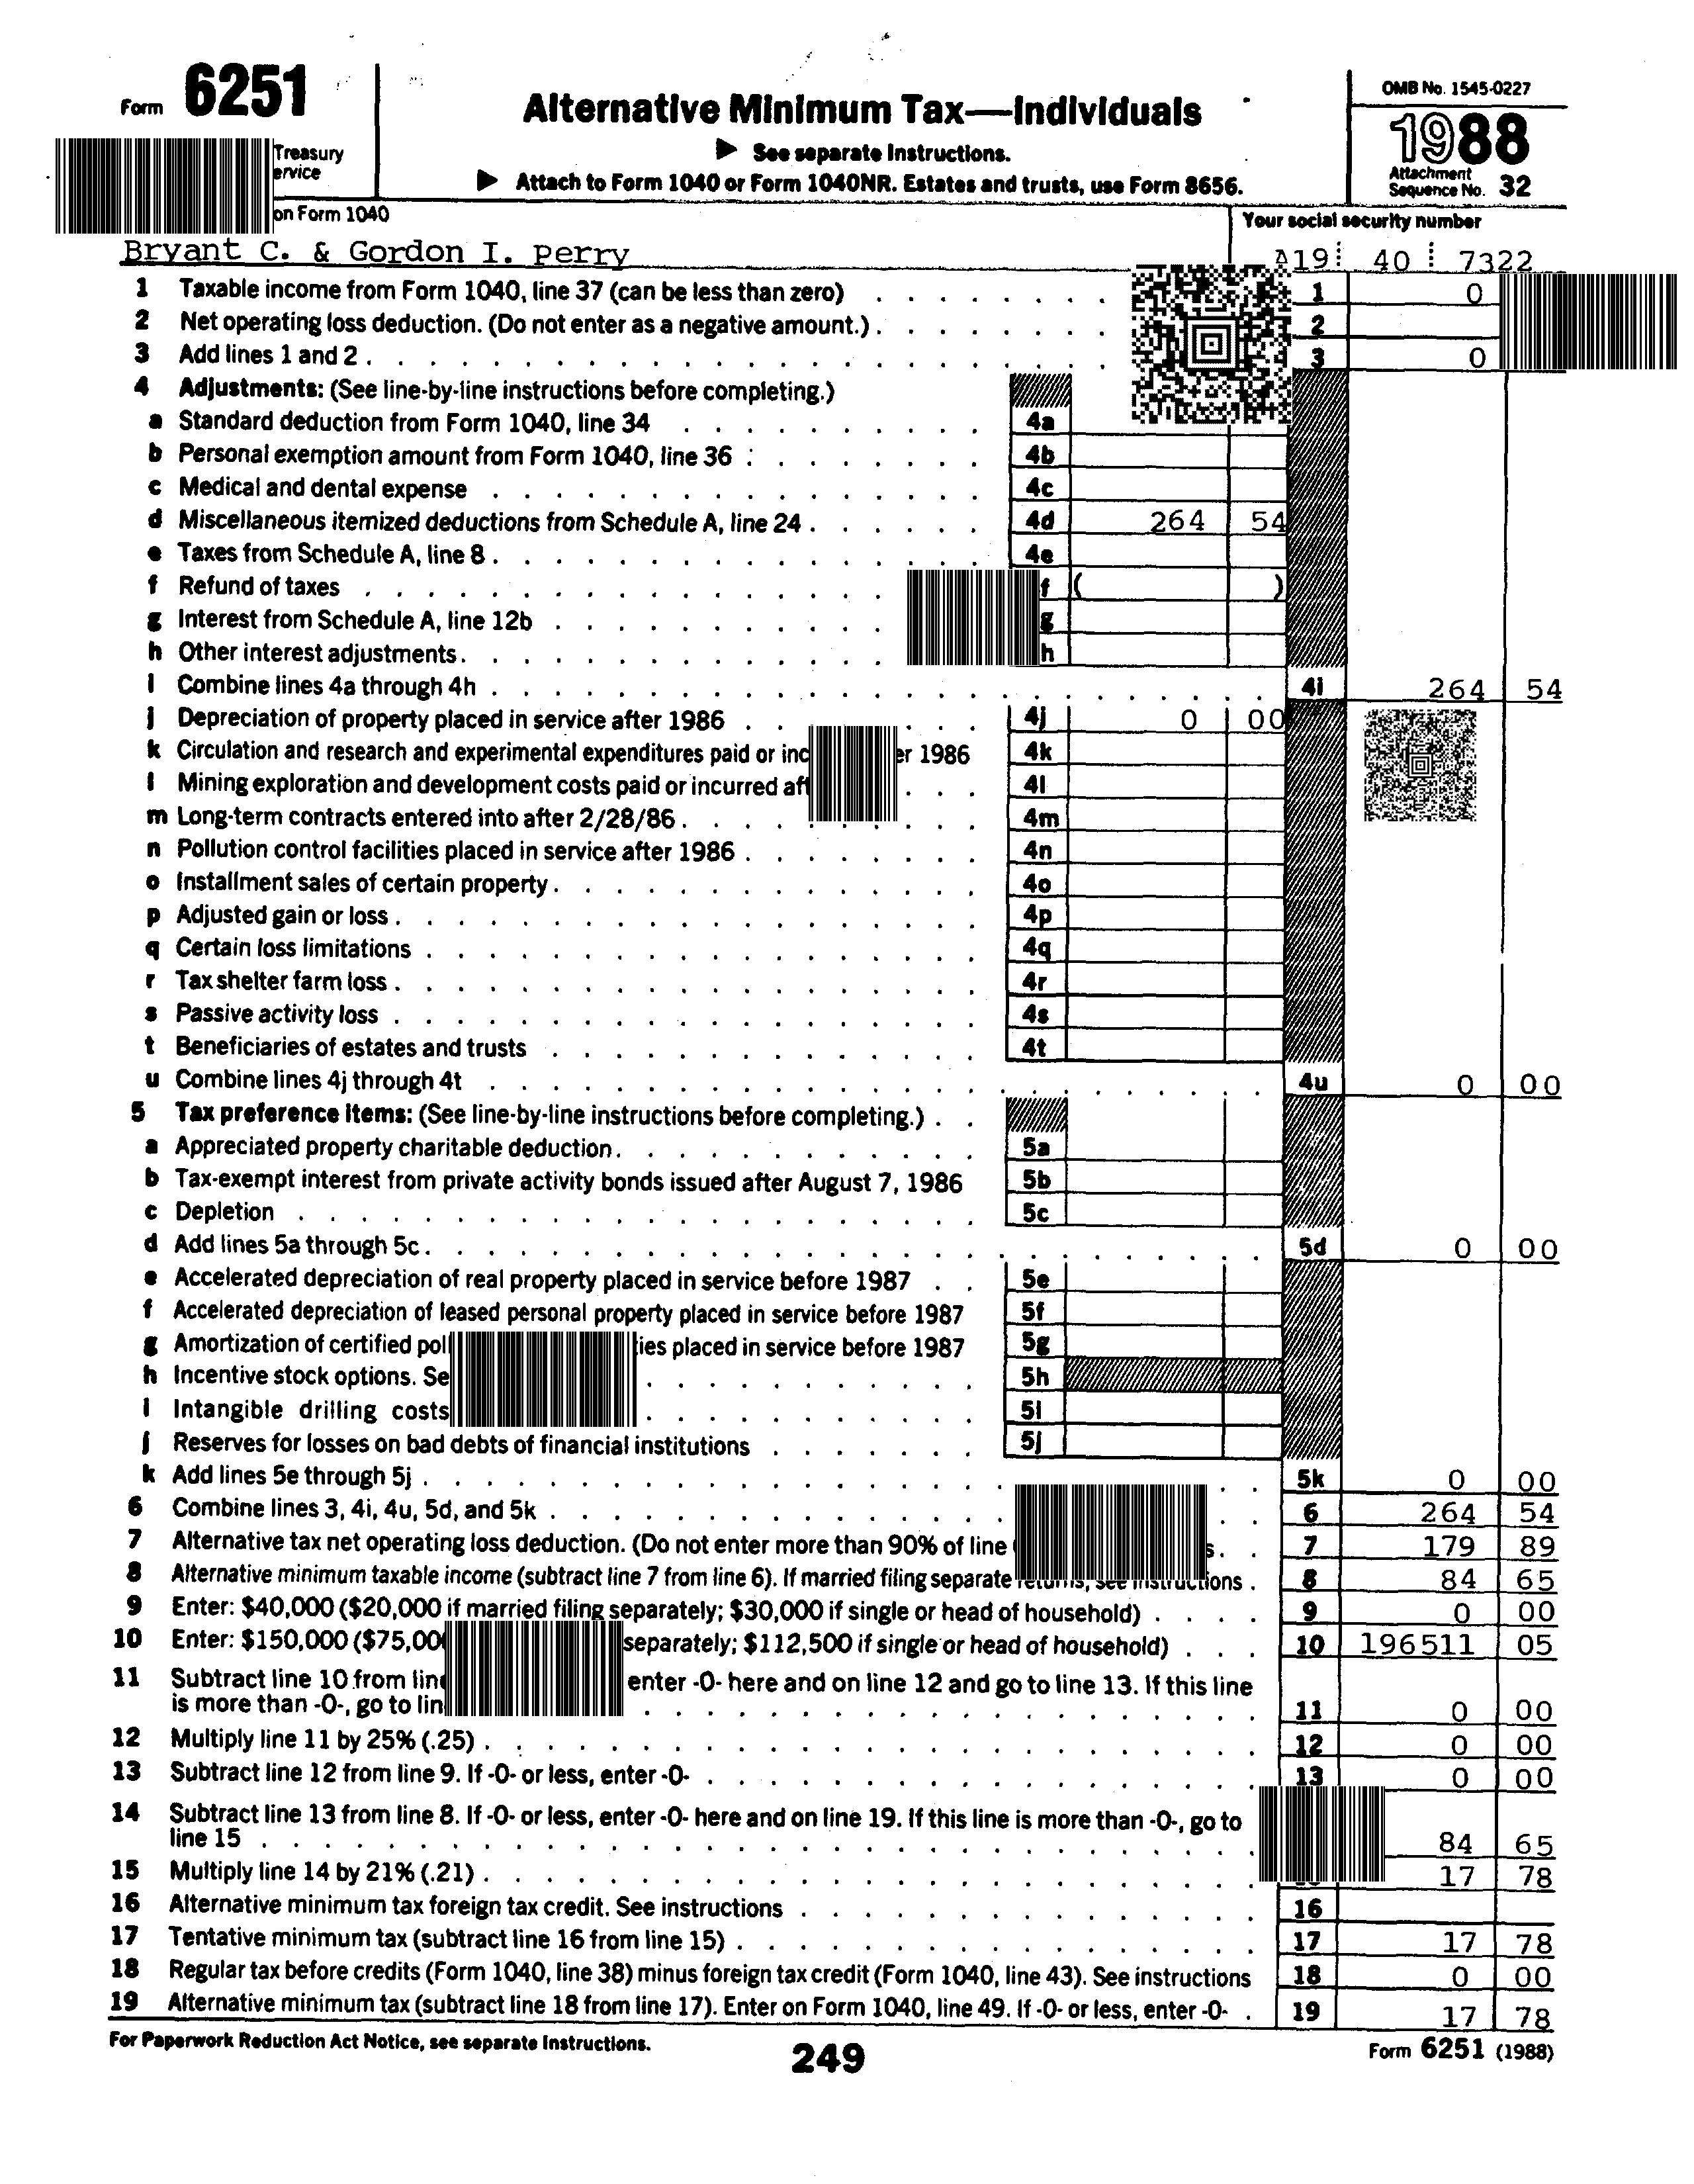 Form 6251
Alternative Minimum Tax—Individuals
▶ See separate Instructions.
▶ Attach to Form 1040 or Form 1040NR. Estates and trusts, use Form 8656.
OMB No. 1545-0227
1988
Attachment
Sequence No. 32
Treasury
on Form 1040
Your social security number
Bryant C. & Gordon I. Perry
19 40 7322
1 Taxable income from Form 1040, line 37 (can be less than zero) 1 0
2 Net operating loss deduction. (Do not enter as a negative amount.) 2
3 Add lines 1 and 2 3 0
4 Adjustments: (See line-by-line instructions before completing.)
a Standard deduction from Form 1040, line 34 4a
b Personal exemption amount from Form 1040, line 36 4b
c Medical and dental expense 4c
d Miscellaneous itemized deductions from Schedule A, line 24 4d 264 54
e Taxes from Schedule A, line 8 4e
f Refund of taxes f ( )
g Interest from Schedule A, line 12b g
h Other interest adjustments h
i Combine lines 4a through 4h 4i 264 54
j Depreciation of property placed in service after 1986 4j 0 00
k Circulation and research and experimental expenditures paid or 1986 4k
l Mining exploration and development costs paid or incurred 4l
m Long-term contracts entered into after 2/28/86 4m
n Pollution control facilities placed in service after 1986 4n
o Installment sales of certain property 4o
p Adjusted gain or loss 4p
q Certain loss limitations 4q
r Tax shelter farm loss 4r
s Passive activity loss 4s
t Beneficiaries of estates and trusts 4t
u Combine lines 4j through 4t 4u 0 00
5 Tax preference items: (See line-by-line instructions before completing.)
a Appreciated property charitable deduction 5a
b Tax-exempt interest from private activity bonds issued after August 7, 1986 5b
c Depletion 5c
d Add lines 5a through 5c 5d 0 00
e Accelerated depreciation of real property placed in service before 1987 5e
f Accelerated depreciation of leased personal property placed in service before 1987 5f
g Amortization of certified placed in service before 1987 5g
h Incentive stock options. 5h
i Intangible drilling costs 5i
j Reserves for losses on bad debts of financial institutions 5j
k Add lines 5e through 5j 5k 0 00
6 Combine lines 3, 4i, 4u, 5d, and 5k 6 264 54
7 Alternative tax net operating loss deduction. (Do not enter more than 90% of line 7 179 89
8 Alternative minimum taxable income (subtract line 7 from line 6). If married filing separate returns, see instructions 8 84 65
9 Enter: $40,000 ($20,000 if married filing separately; $30,000 if single or head of household) 9 0 00
10 Enter: $150,000 separately; $112,500 if single or head of household) 10 196511 05
11 Subtract line 10 from enter -0- here and on line 12 and go to line 13. If this line
is more than -0-, go to 11 0 00
12 Multiply line 11 by 25% (.25) 12 0 00
13 Subtract line 12 from line 9. If -0- or less, enter -0- 13 0 00
14 Subtract line 13 from line 8. If -0- or less, enter -0- here and on line 19. If this line is more than -0-, go to
line 15 84 65
15 Multiply line 14 by 21% (.21) 17 78
16 Alternative minimum tax foreign tax credit. See instructions 16
17 Tentative minimum tax (subtract line 16 from line 15) 17 17 78
18 Regular tax before credits (Form 1040, line 38) minus foreign tax credit (Form 1040, line 43). See instructions 18 0 00
19 Alternative minimum tax (subtract line 18 from line 17). Enter on Form 1040, line 49. If -0- or less, enter -0- 19 17 78
For Paperwork Reduction Act Notice, see separate Instructions.
249
Form 6251 (1988)